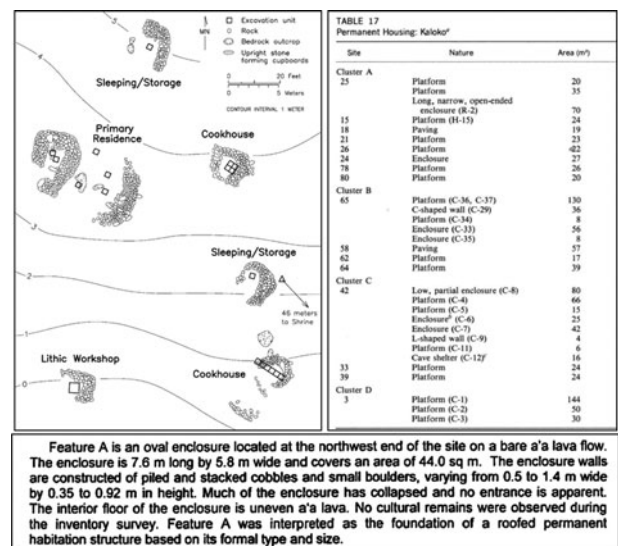 MN
Excavation unit
Rock
Bedrock outcrop
Upright stone
forming cupboards
0 20 Feet
0 5 Meters
CONTOUR INTERVAL 1 METER
5
Sleeping/Storage
4
Primary
Residence
Cookhouse
3
Sleeping/Storage
2
46 meters
to Shrine
1
Lithic Workshop
Cookhouse
0
TABLE 17
Permanent Housing: Kalokoᵃ
Site Nature Area (m²)
Cluster A
25 Platform 20
Platform 35
Long, narrow, open-ended
enclosure (R-2) 70
15 Platform (H-15) 24
18 Paving 19
21 Platform 23
26 Platform 22
24 Enclosure 27
78 Platform 26
80 Platform 20
Cluster B
65 Platform (C-36, C-37) 130
C-shaped wall (C-29) 36
Platform (C-34) 8
Enclosure (C-33) 56
Enclosure (C-35) 8
58 Paving 57
62 Platform 17
64 Platform 39
Cluster C
42 Low, partial enclosure (C-8) 80
Platform (C-4) 66
Platform (C-5) 15
Enclosureᵇ (C-6) 25
Enclosure (C-7) 42
L-shaped wall (C-9) 4
Platform (C-11) 6
Cave shelter (C-12)ᶜ 16
33 Platform 24
39 Platform 24
Cluster D
3 Platform (C-1) 144
Platform (C-2) 50
Platform (C-3) 30
Feature A is an oval enclosure located at the northwest end of the site on a bare a'a lava flow.
The enclosure is 7.6 m long by 5.8 m wide and covers an area of 44.0 sq m. The enclosure walls
are constructed of piled and stacked cobbles and small boulders, varying from 0.5 to 1.4 m wide
by 0.35 to 0.92 m in height. Much of the enclosure has collapsed and no entrance is apparent.
The interior floor of the enclosure is uneven a'a lava. No cultural remains were observed during
the inventory survey. Feature A was interpreted as the foundation of a roofed permanent
habitation structure based on its formal type and size.